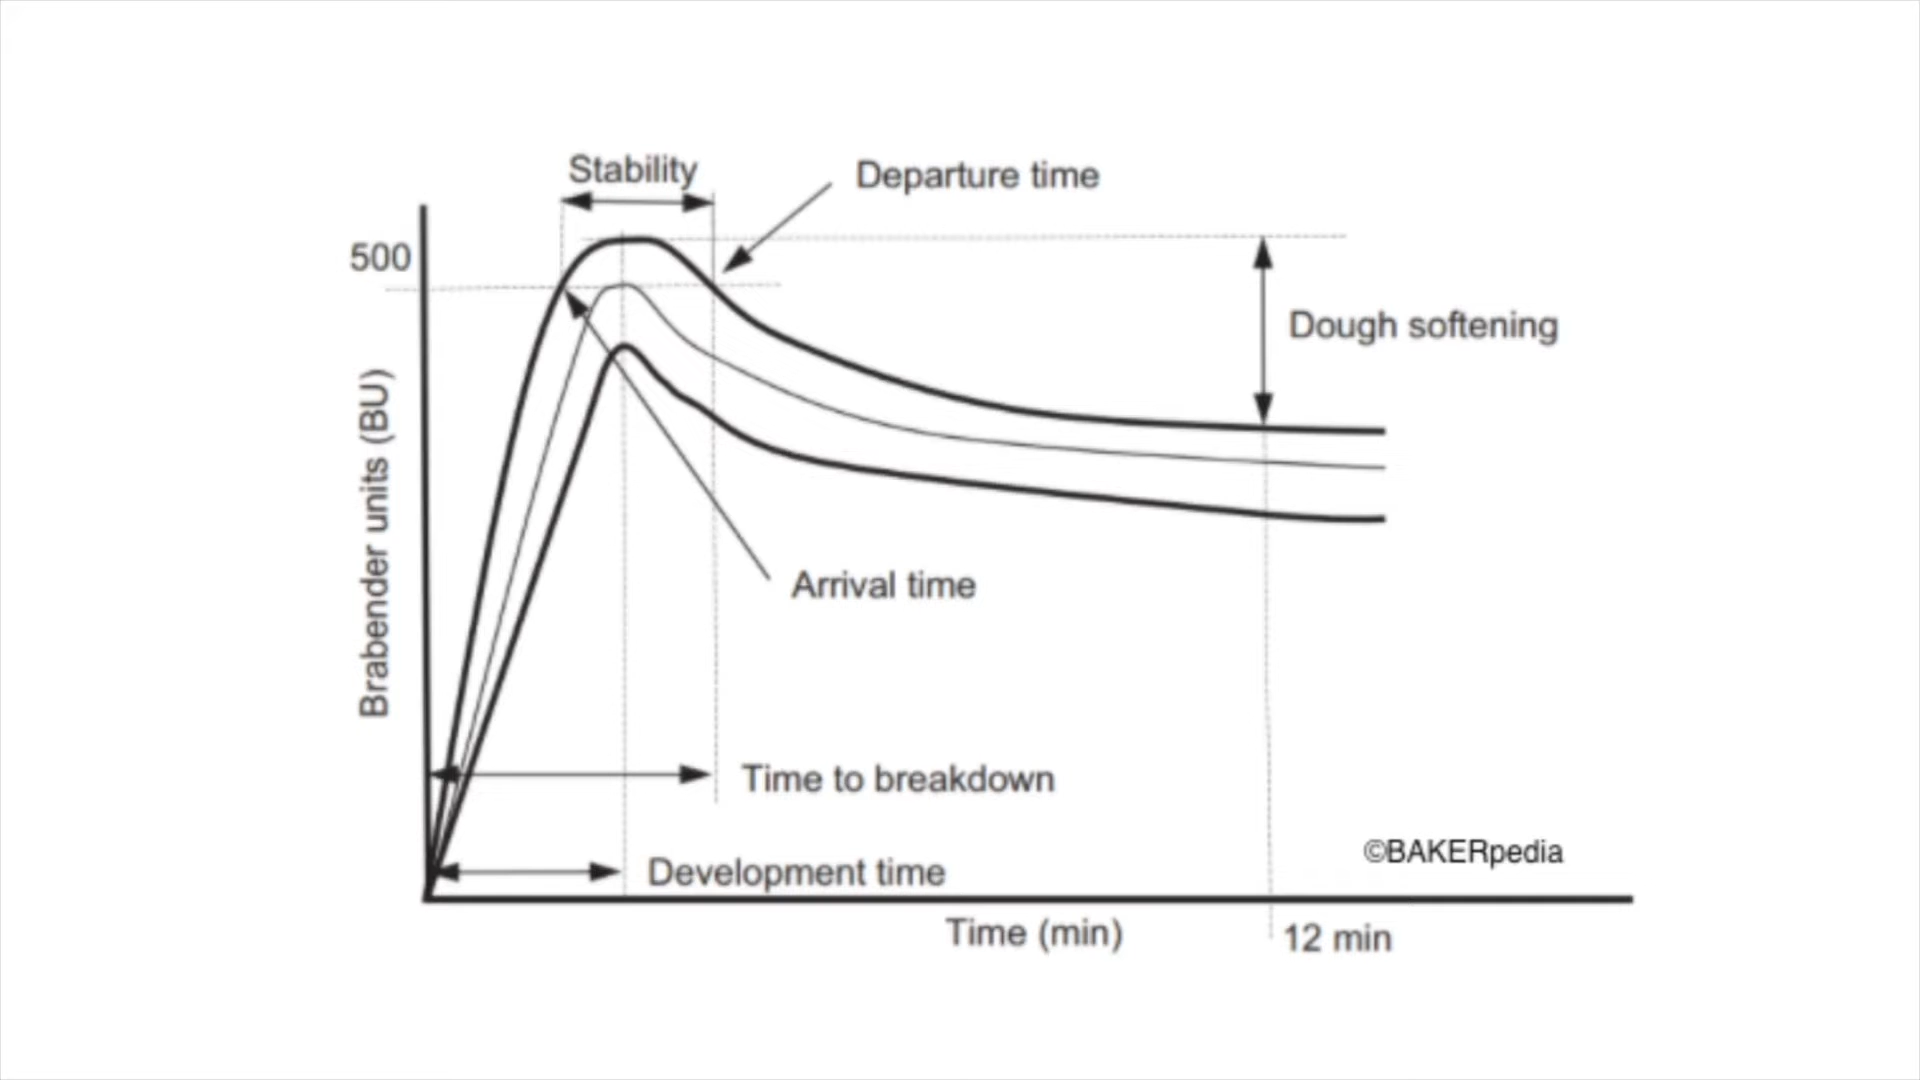 Stability
Departure time
500
Dough softening
Brabender units (BU)
Arrival time
Time to breakdown
©BAKERpedia
Development time
Time (min)
12 min